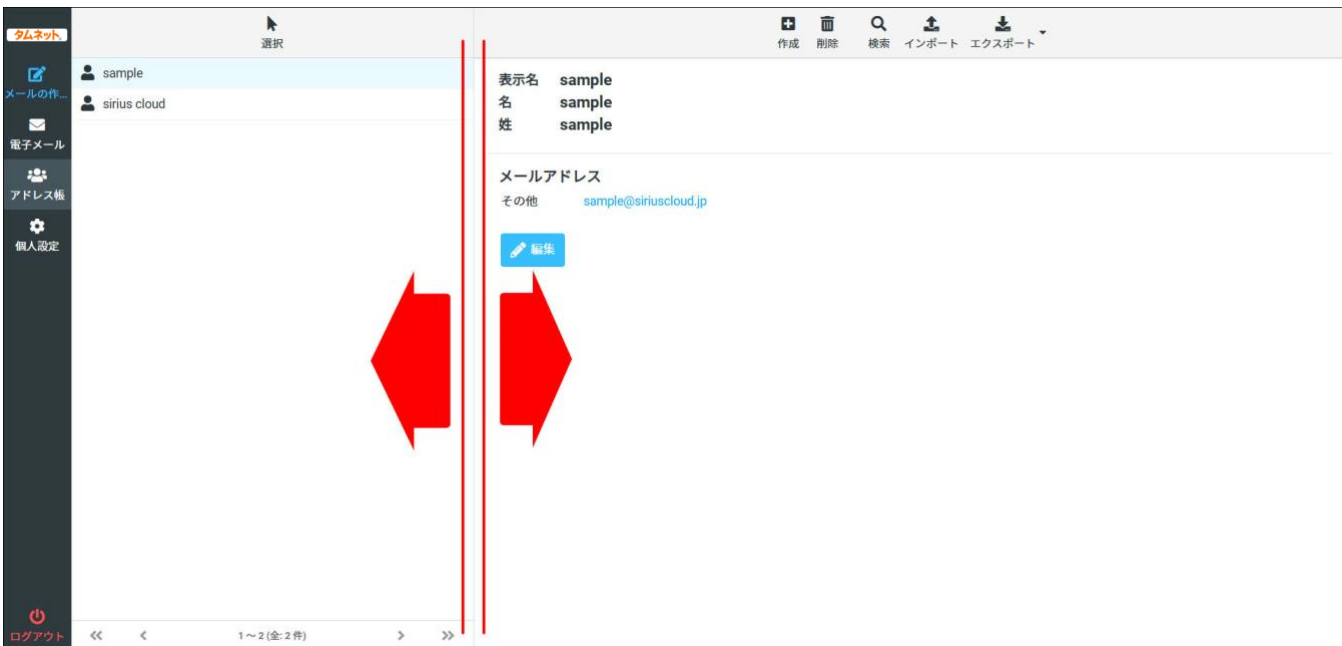 タムネット
メールの作...
電子メール
アドレス帳
個人設定
ログアウト
選択
sample
sirius cloud
1～2(全:2件)
作成 削除 検索 インポート エクスポート
表示名 sample
名 sample
姓 sample
メールアドレス
その他 sample@siriuscloud.jp
編集